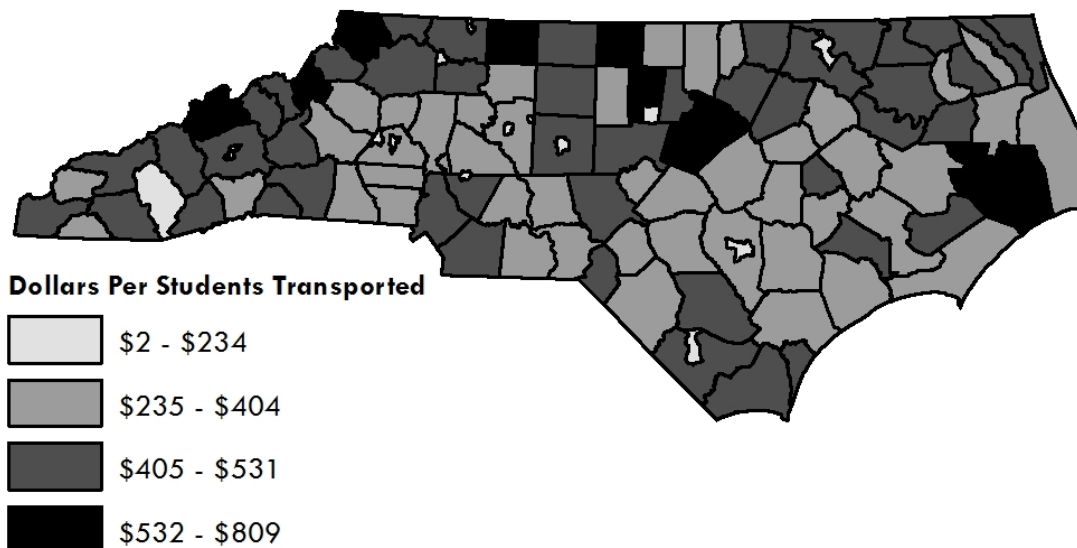 Dollars Per Students Transported
$2 - $234
$235 - $404
$405 - $531
$532 - $809